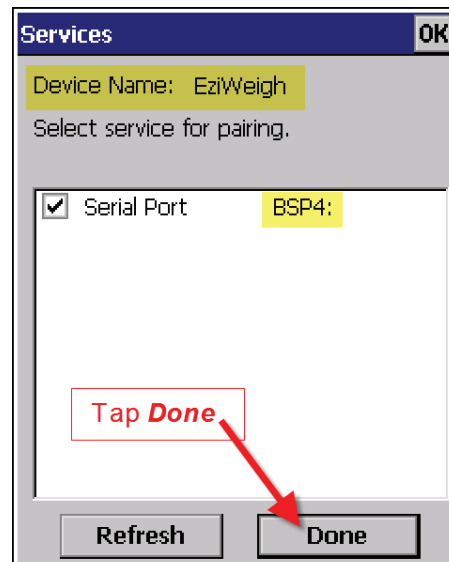 Services OK
Device Name: EziWeigh
Select service for pairing.
Serial Port BSP4:
Tap Done
Refresh Done